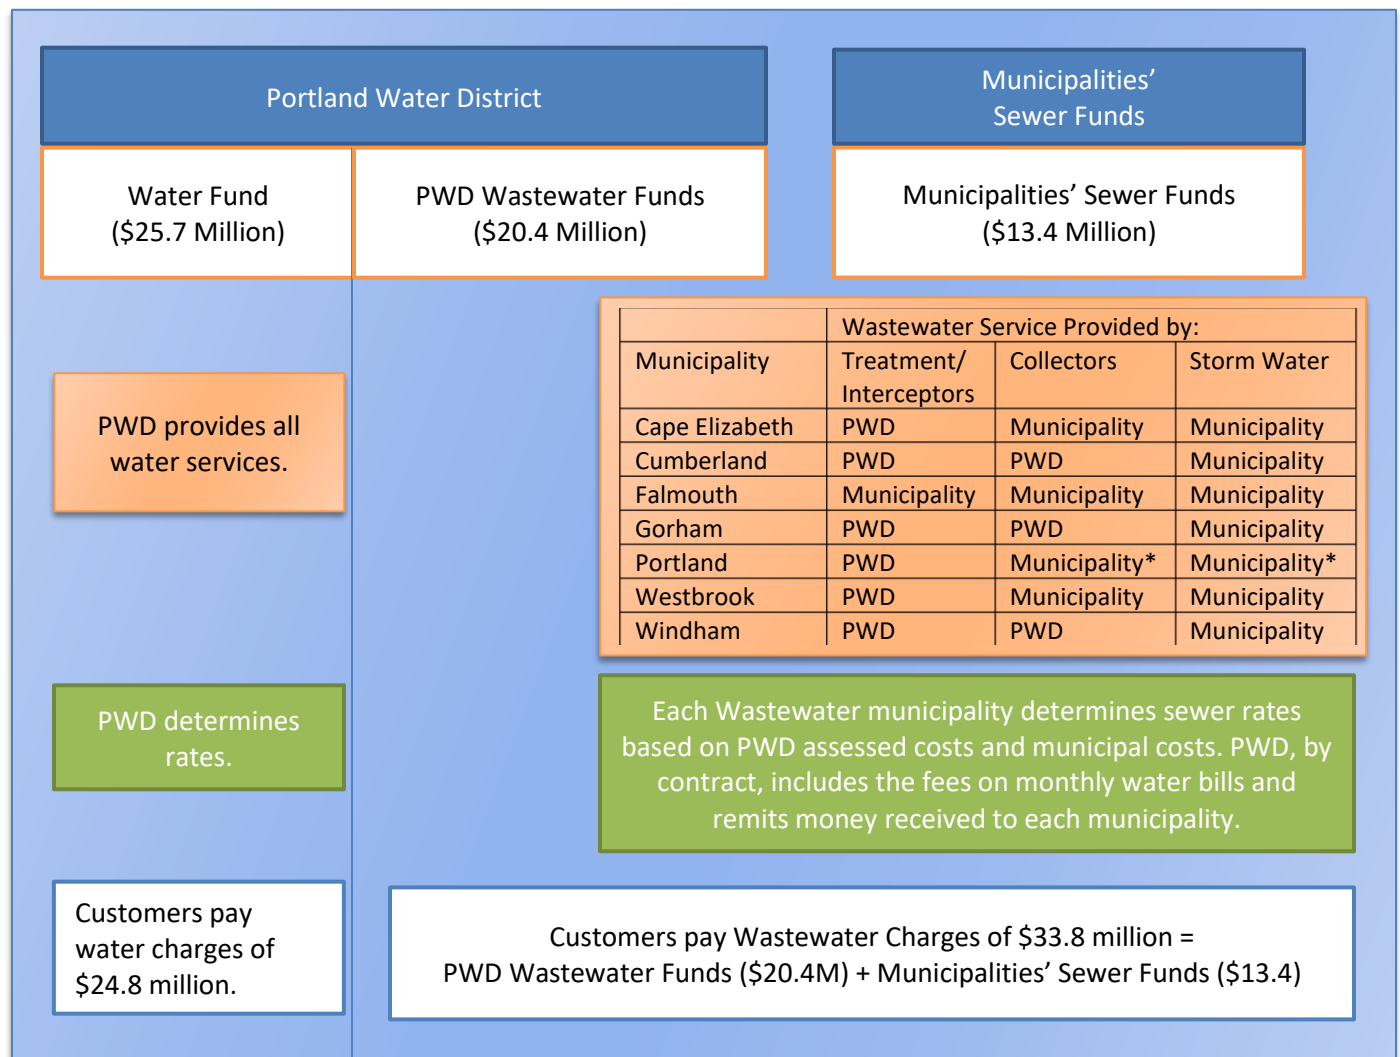 Portland Water District
Municipalities'
Sewer Funds
Water Fund
($25.7 Million)
PWD Wastewater Funds
($20.4 Million)
Municipalities' Sewer Funds
($13.4 Million)
PWD provides all
water services.
Wastewater Service Provided by:
Municipality Treatment/ Collectors Storm Water
Interceptors
Cape Elizabeth PWD Municipality Municipality
Cumberland PWD PWD Municipality
Falmouth Municipality Municipality Municipality
Gorham PWD PWD Municipality
Portland PWD Municipality* Municipality*
Westbrook PWD Municipality Municipality
Windham PWD PWD Municipality
PWD determines
rates.
Each Wastewater municipality determines sewer rates
based on PWD assessed costs and municipal costs. PWD, by
contract, includes the fees on monthly water bills and
remits money received to each municipality.
Customers pay
water charges of
$24.8 million.
Customers pay Wastewater Charges of $33.8 million =
PWD Wastewater Funds ($20.4M) + Municipalities' Sewer Funds ($13.4)